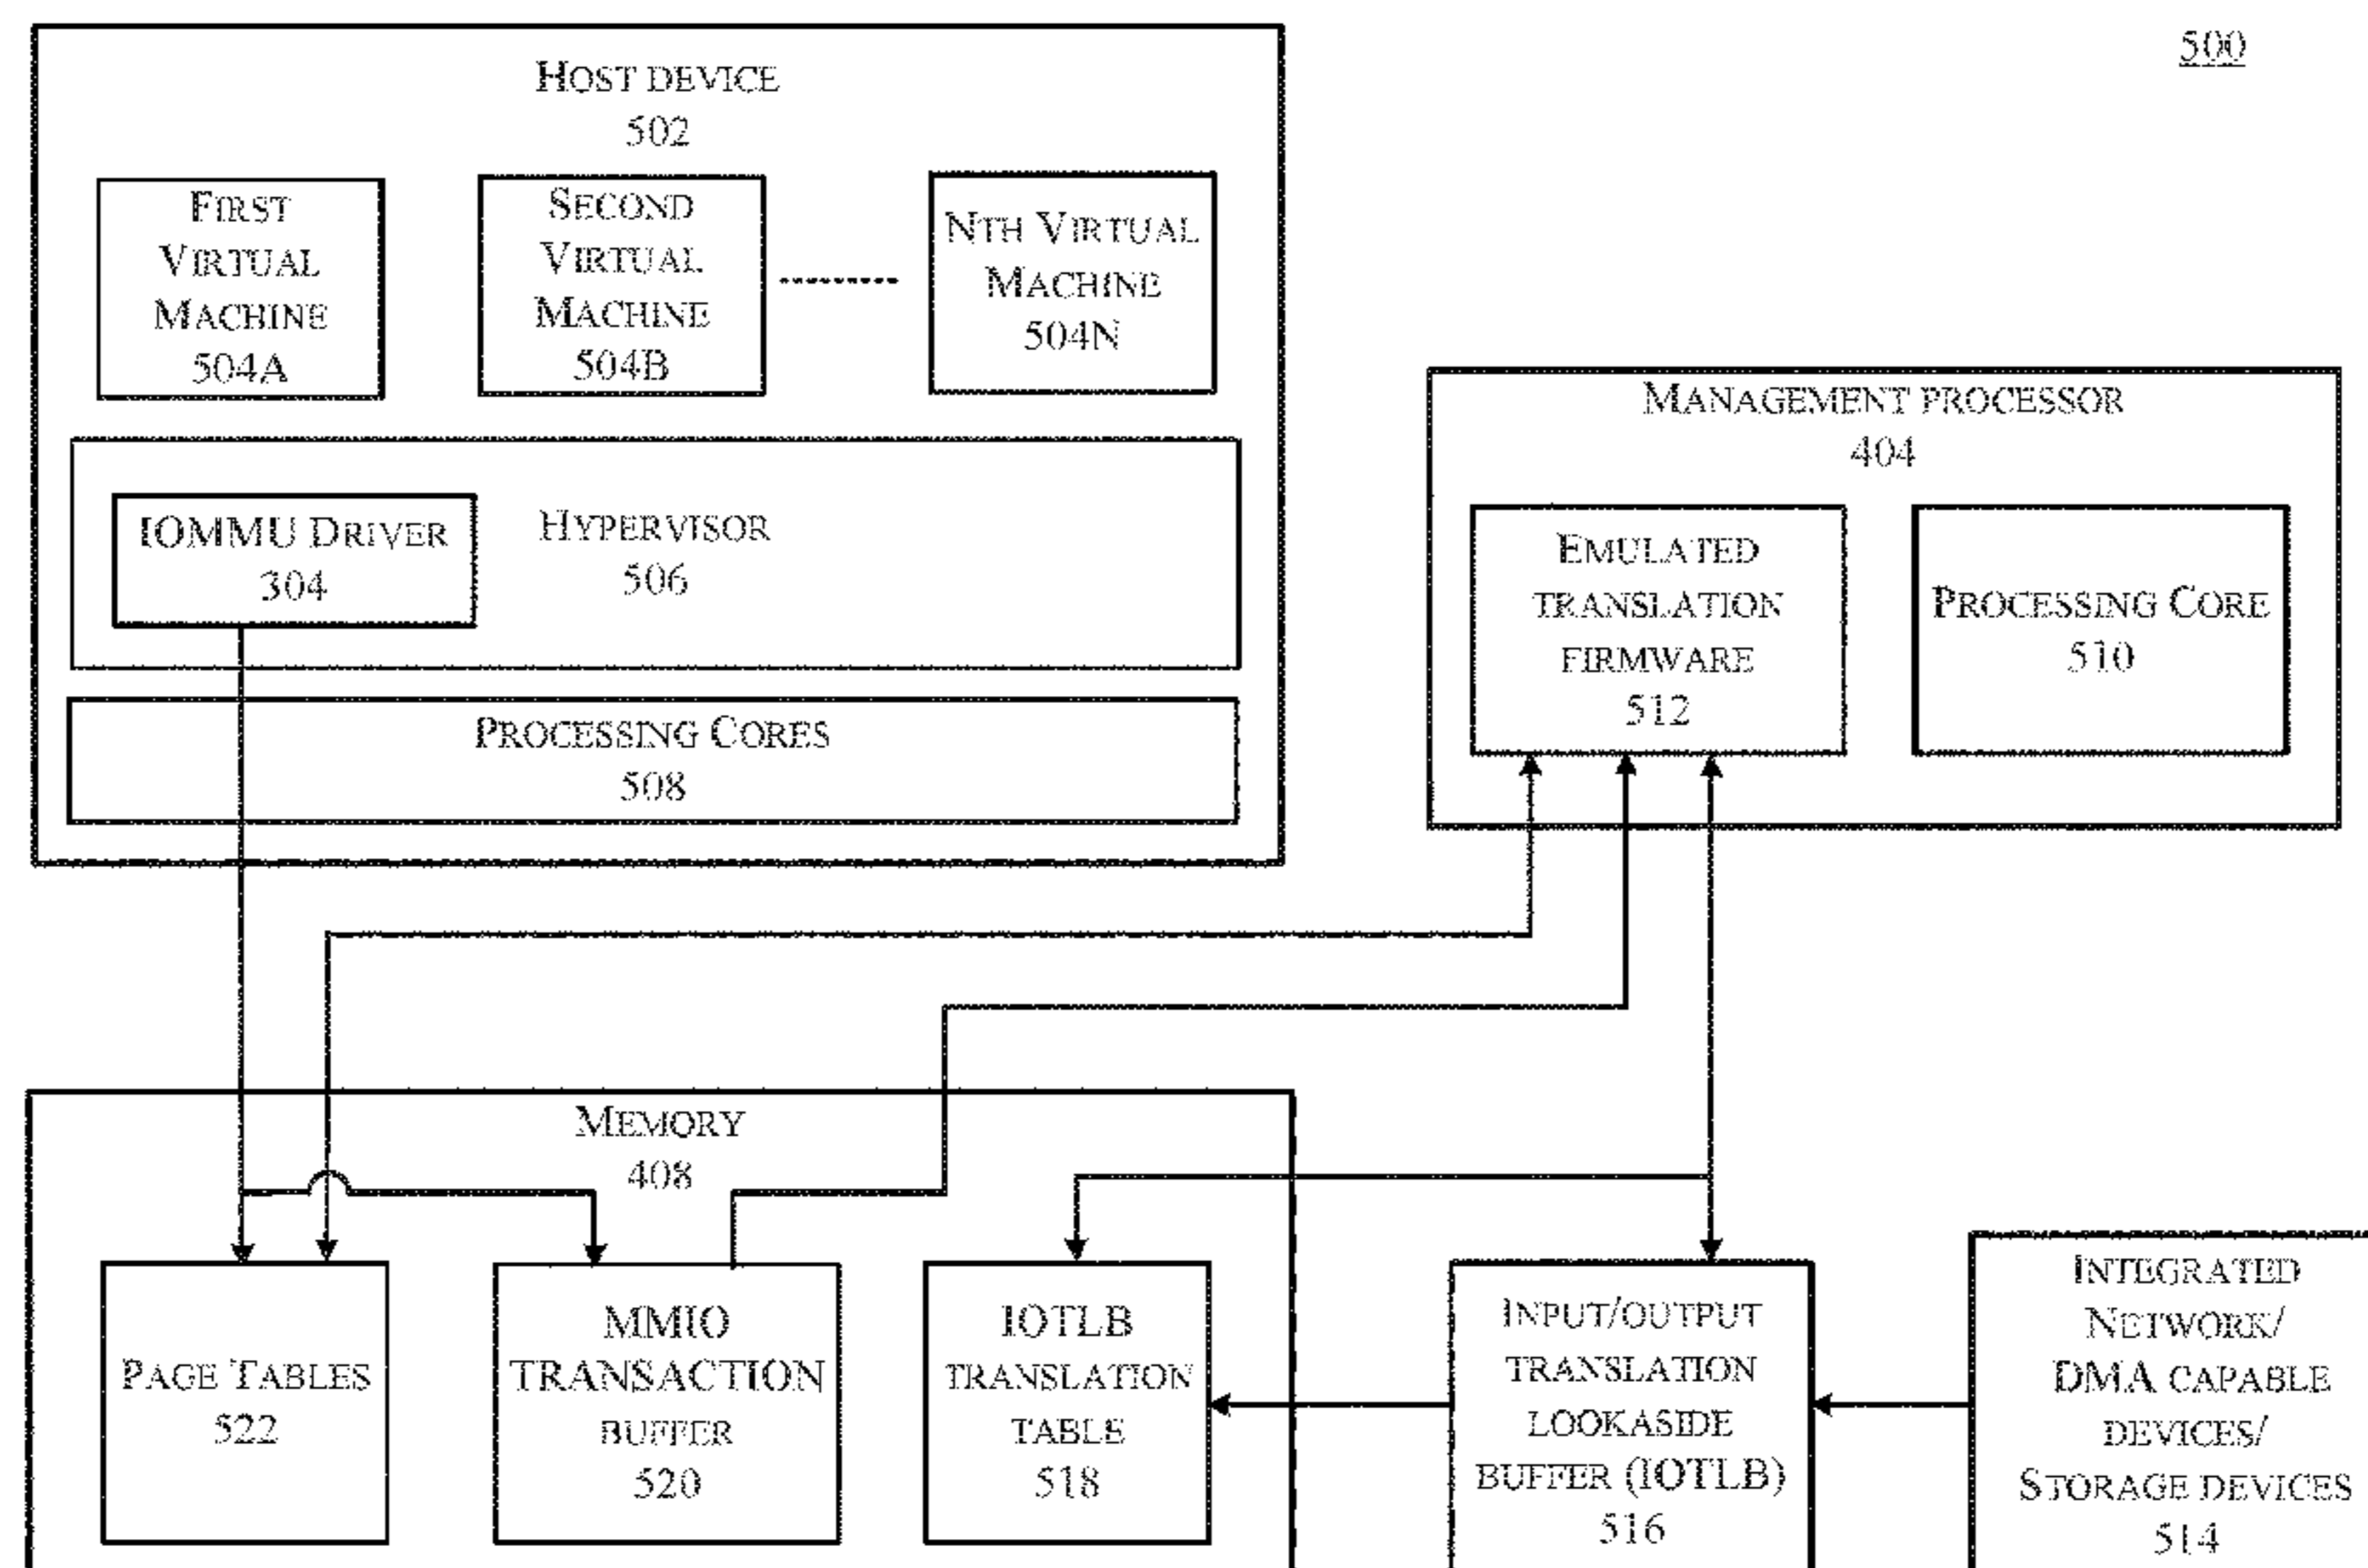 500
HOST DEVICE
502
FIRST
VIRTUAL
MACHINE
504A
SECOND
VIRTUAL
MACHINE
504B
NTH VIRTUAL
MACHINE
504N
IOMMU DRIVER
304
HYPERVISOR
506
PROCESSING CORES
508
MANAGEMENT PROCESSOR
404
EMULATED
TRANSLATION
FIRMWARE
512
PROCESSING CORE
510
MEMORY
408
PAGE TABLES
522
MMIO
TRANSACTION
BUFFER
520
IOTLB
TRANSLATION
TABLE
518
INPUT/OUTPUT
TRANSLATION
LOOKASIDE
BUFFER (IOTLB)
516
INTEGRATED
NETWORK/
DMA CAPABLE
DEVICES/
STORAGE DEVICES
514